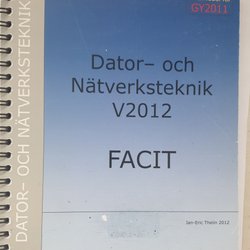 GY2011
Dator– och
Nätverksteknik
V2012
FACIT
Jan-Eric Thelin 2012
DATOR– OCH NÄTVERKSTEKNIK